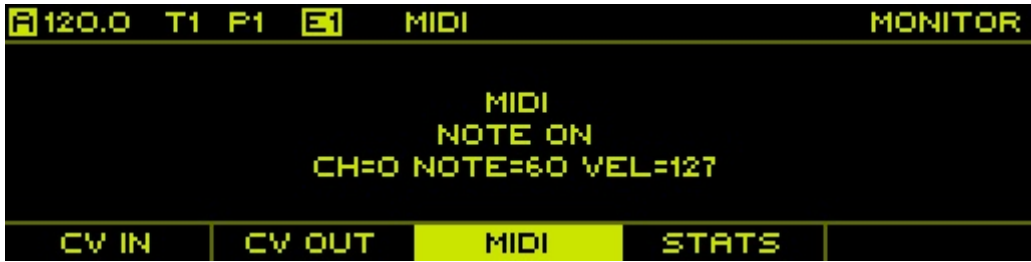 A 120.0 T1 P1 E1 MIDI MONITOR
MIDI
NOTE ON
CH=0 NOTE=60 VEL=127
CV IN CV OUT MIDI STATS